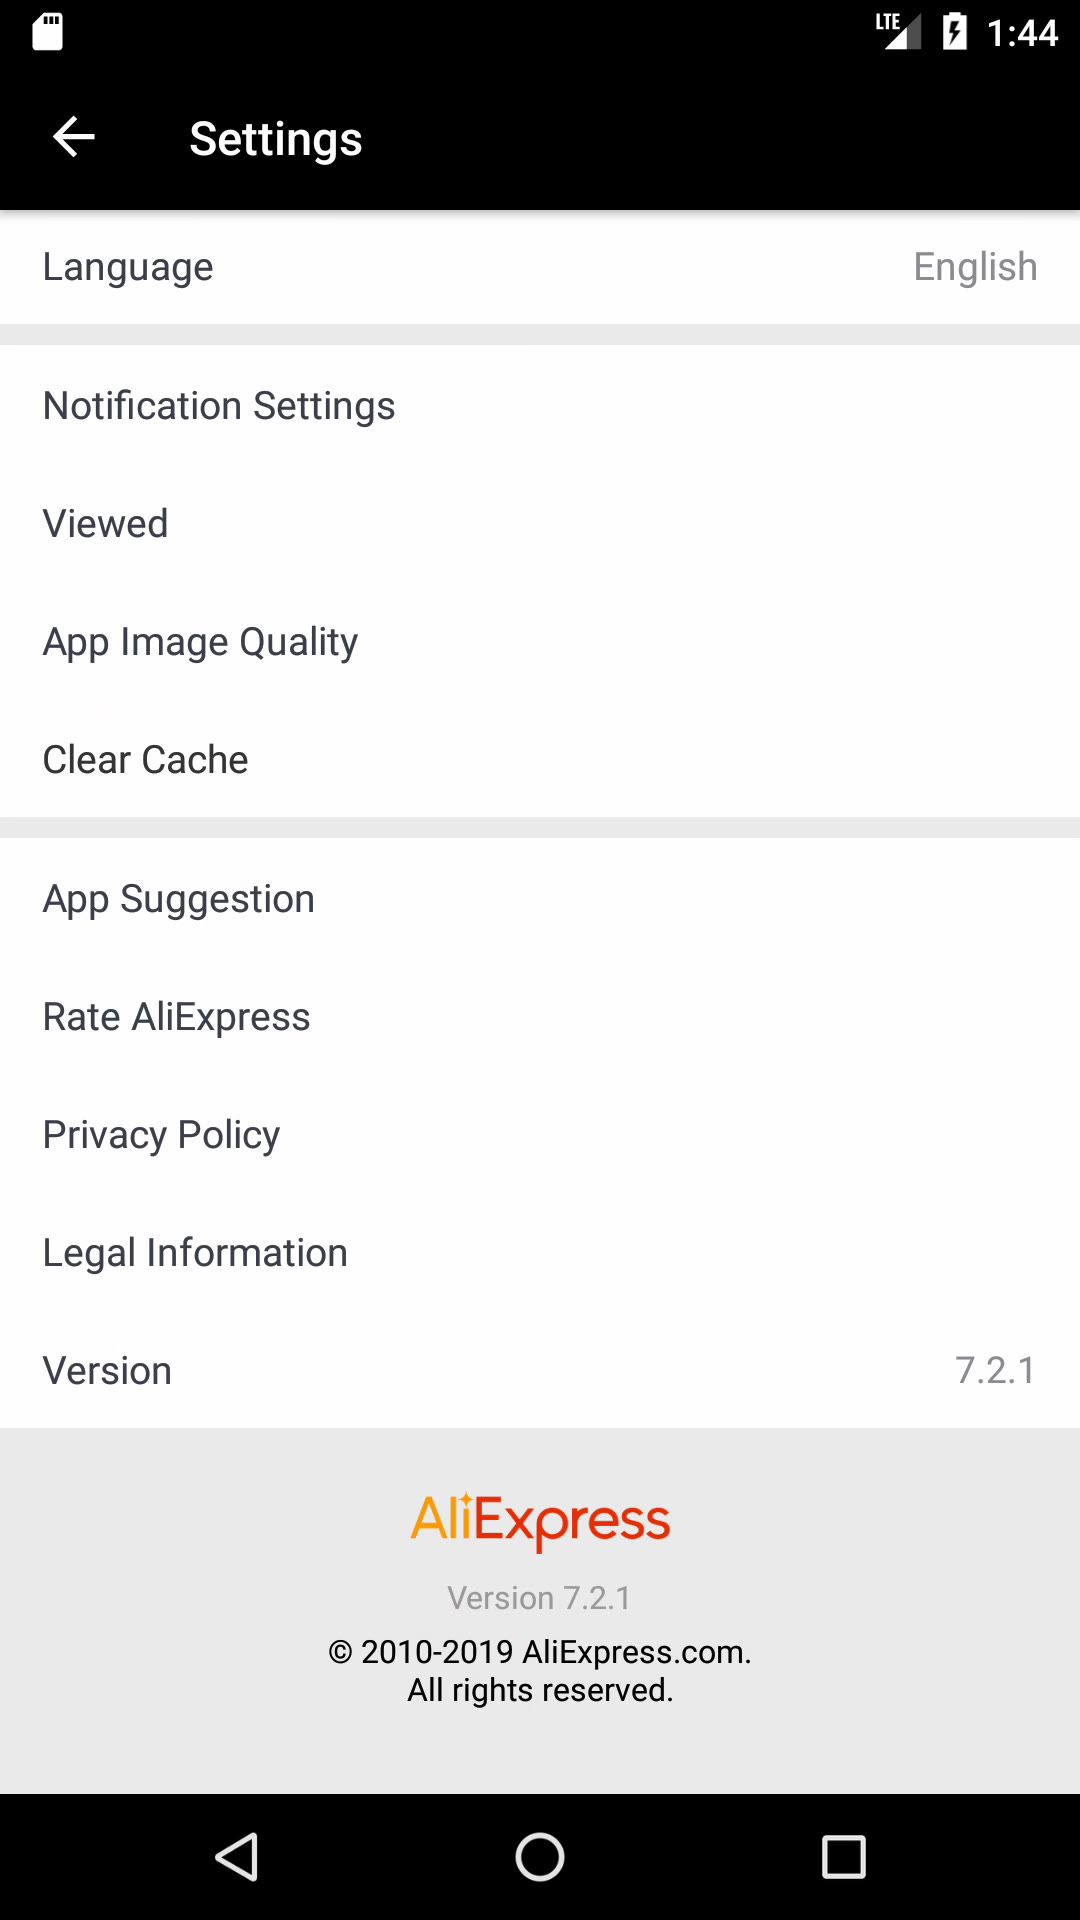 LTE 1:44
Settings
Language English
Notification Settings
Viewed
App Image Quality
Clear Cache
App Suggestion
Rate AliExpress
Privacy Policy
Legal Information
Version 7.2.1
AliExpress
Version 7.2.1
© 2010-2019 AliExpress.com.
All rights reserved.